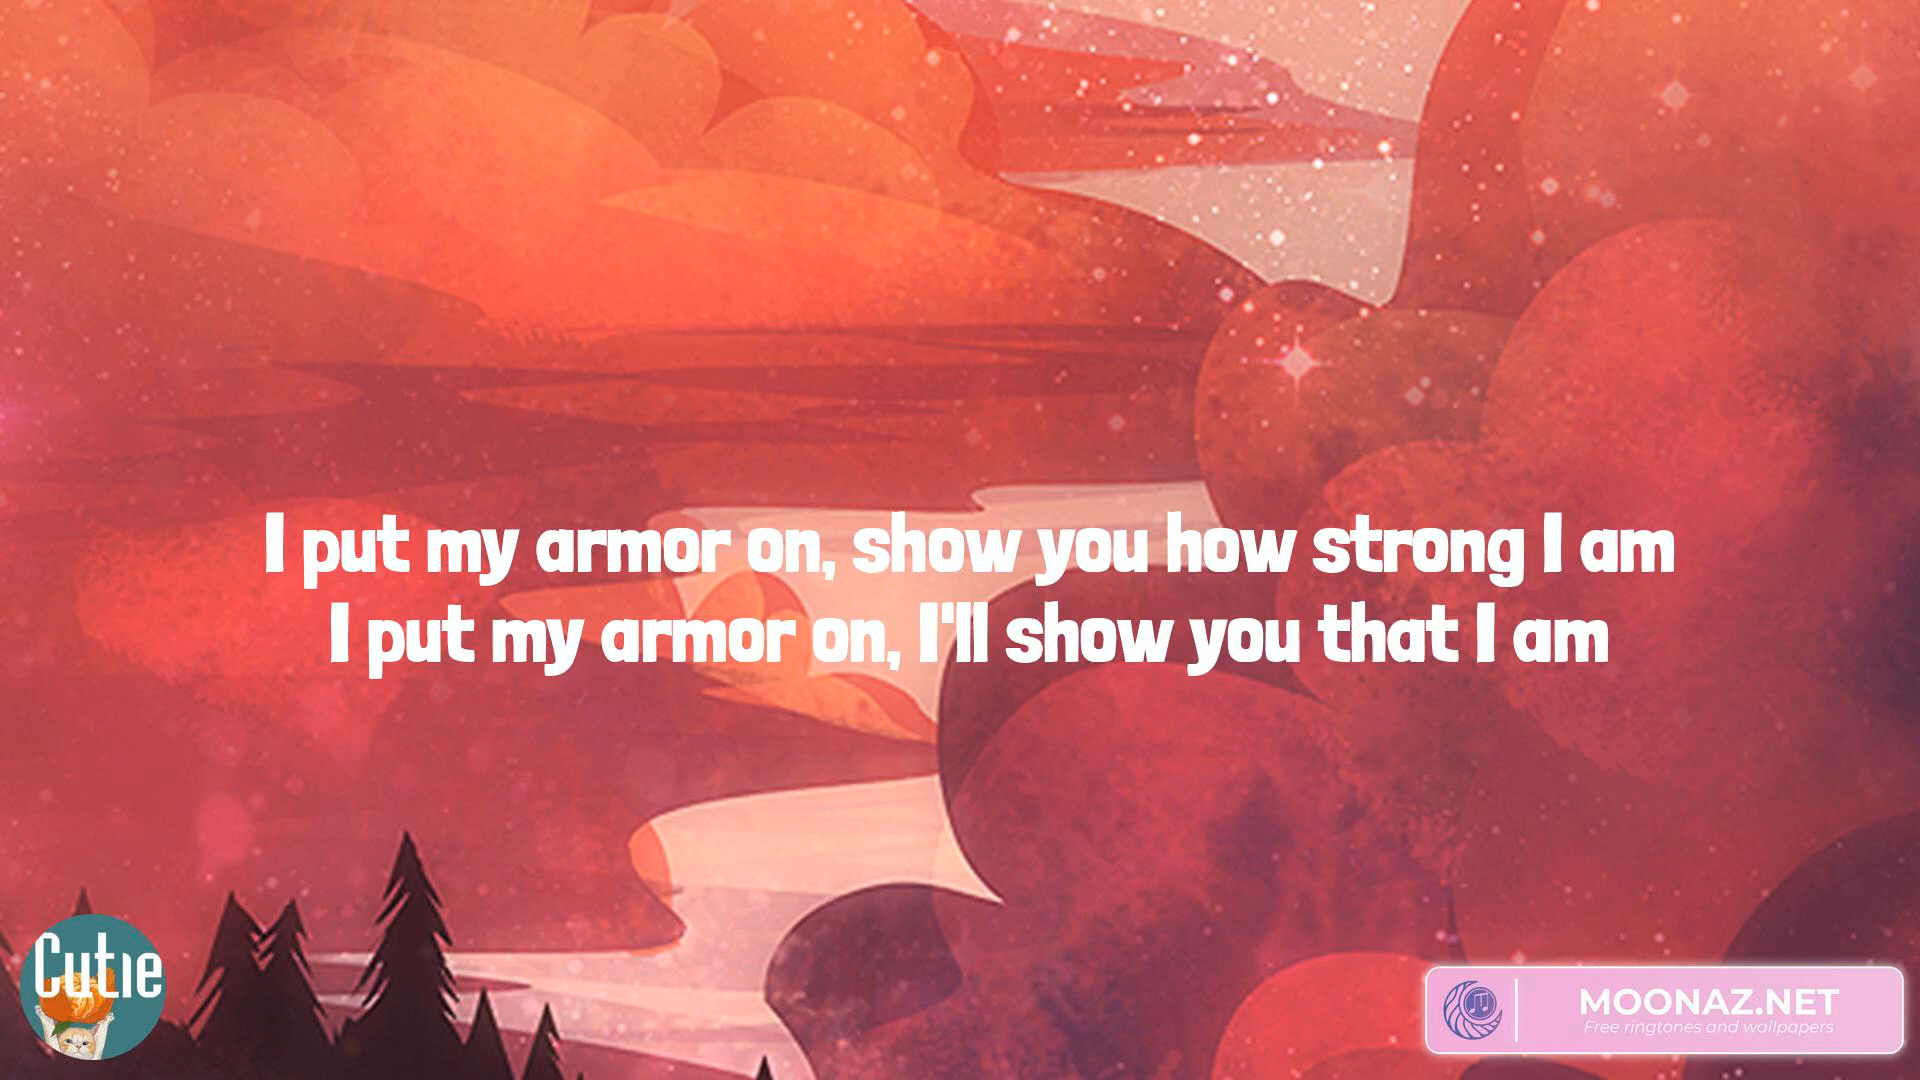 I put my armor on, show you how strong I am
I put my armor on, I'll show you that I am
Cutie
MOONAZ.NET
Free ringtones and wallpapers